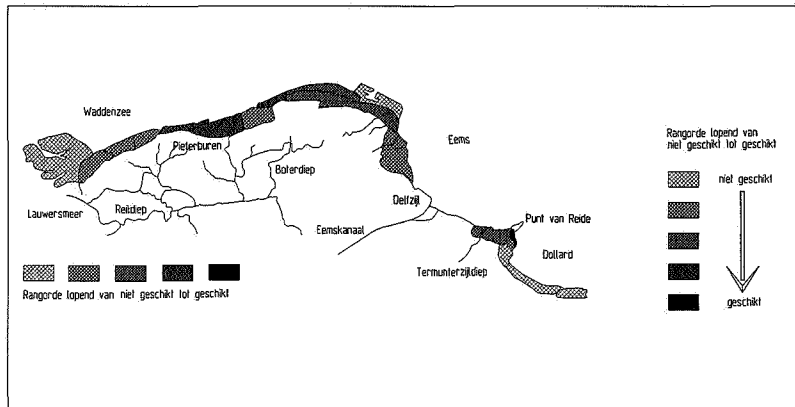 Waddenzee
Eems
Pieterburen
Boterdiep
Lauwersmeer
Reitdiep
Eemskanaal
Delfzijl
Punt van Reide
Dollard
Termunterzijldiep
Rangorde lopend van niet geschikt tot geschikt
Rangorde lopend van
niet geschikt tot geschikt
niet geschikt
geschikt